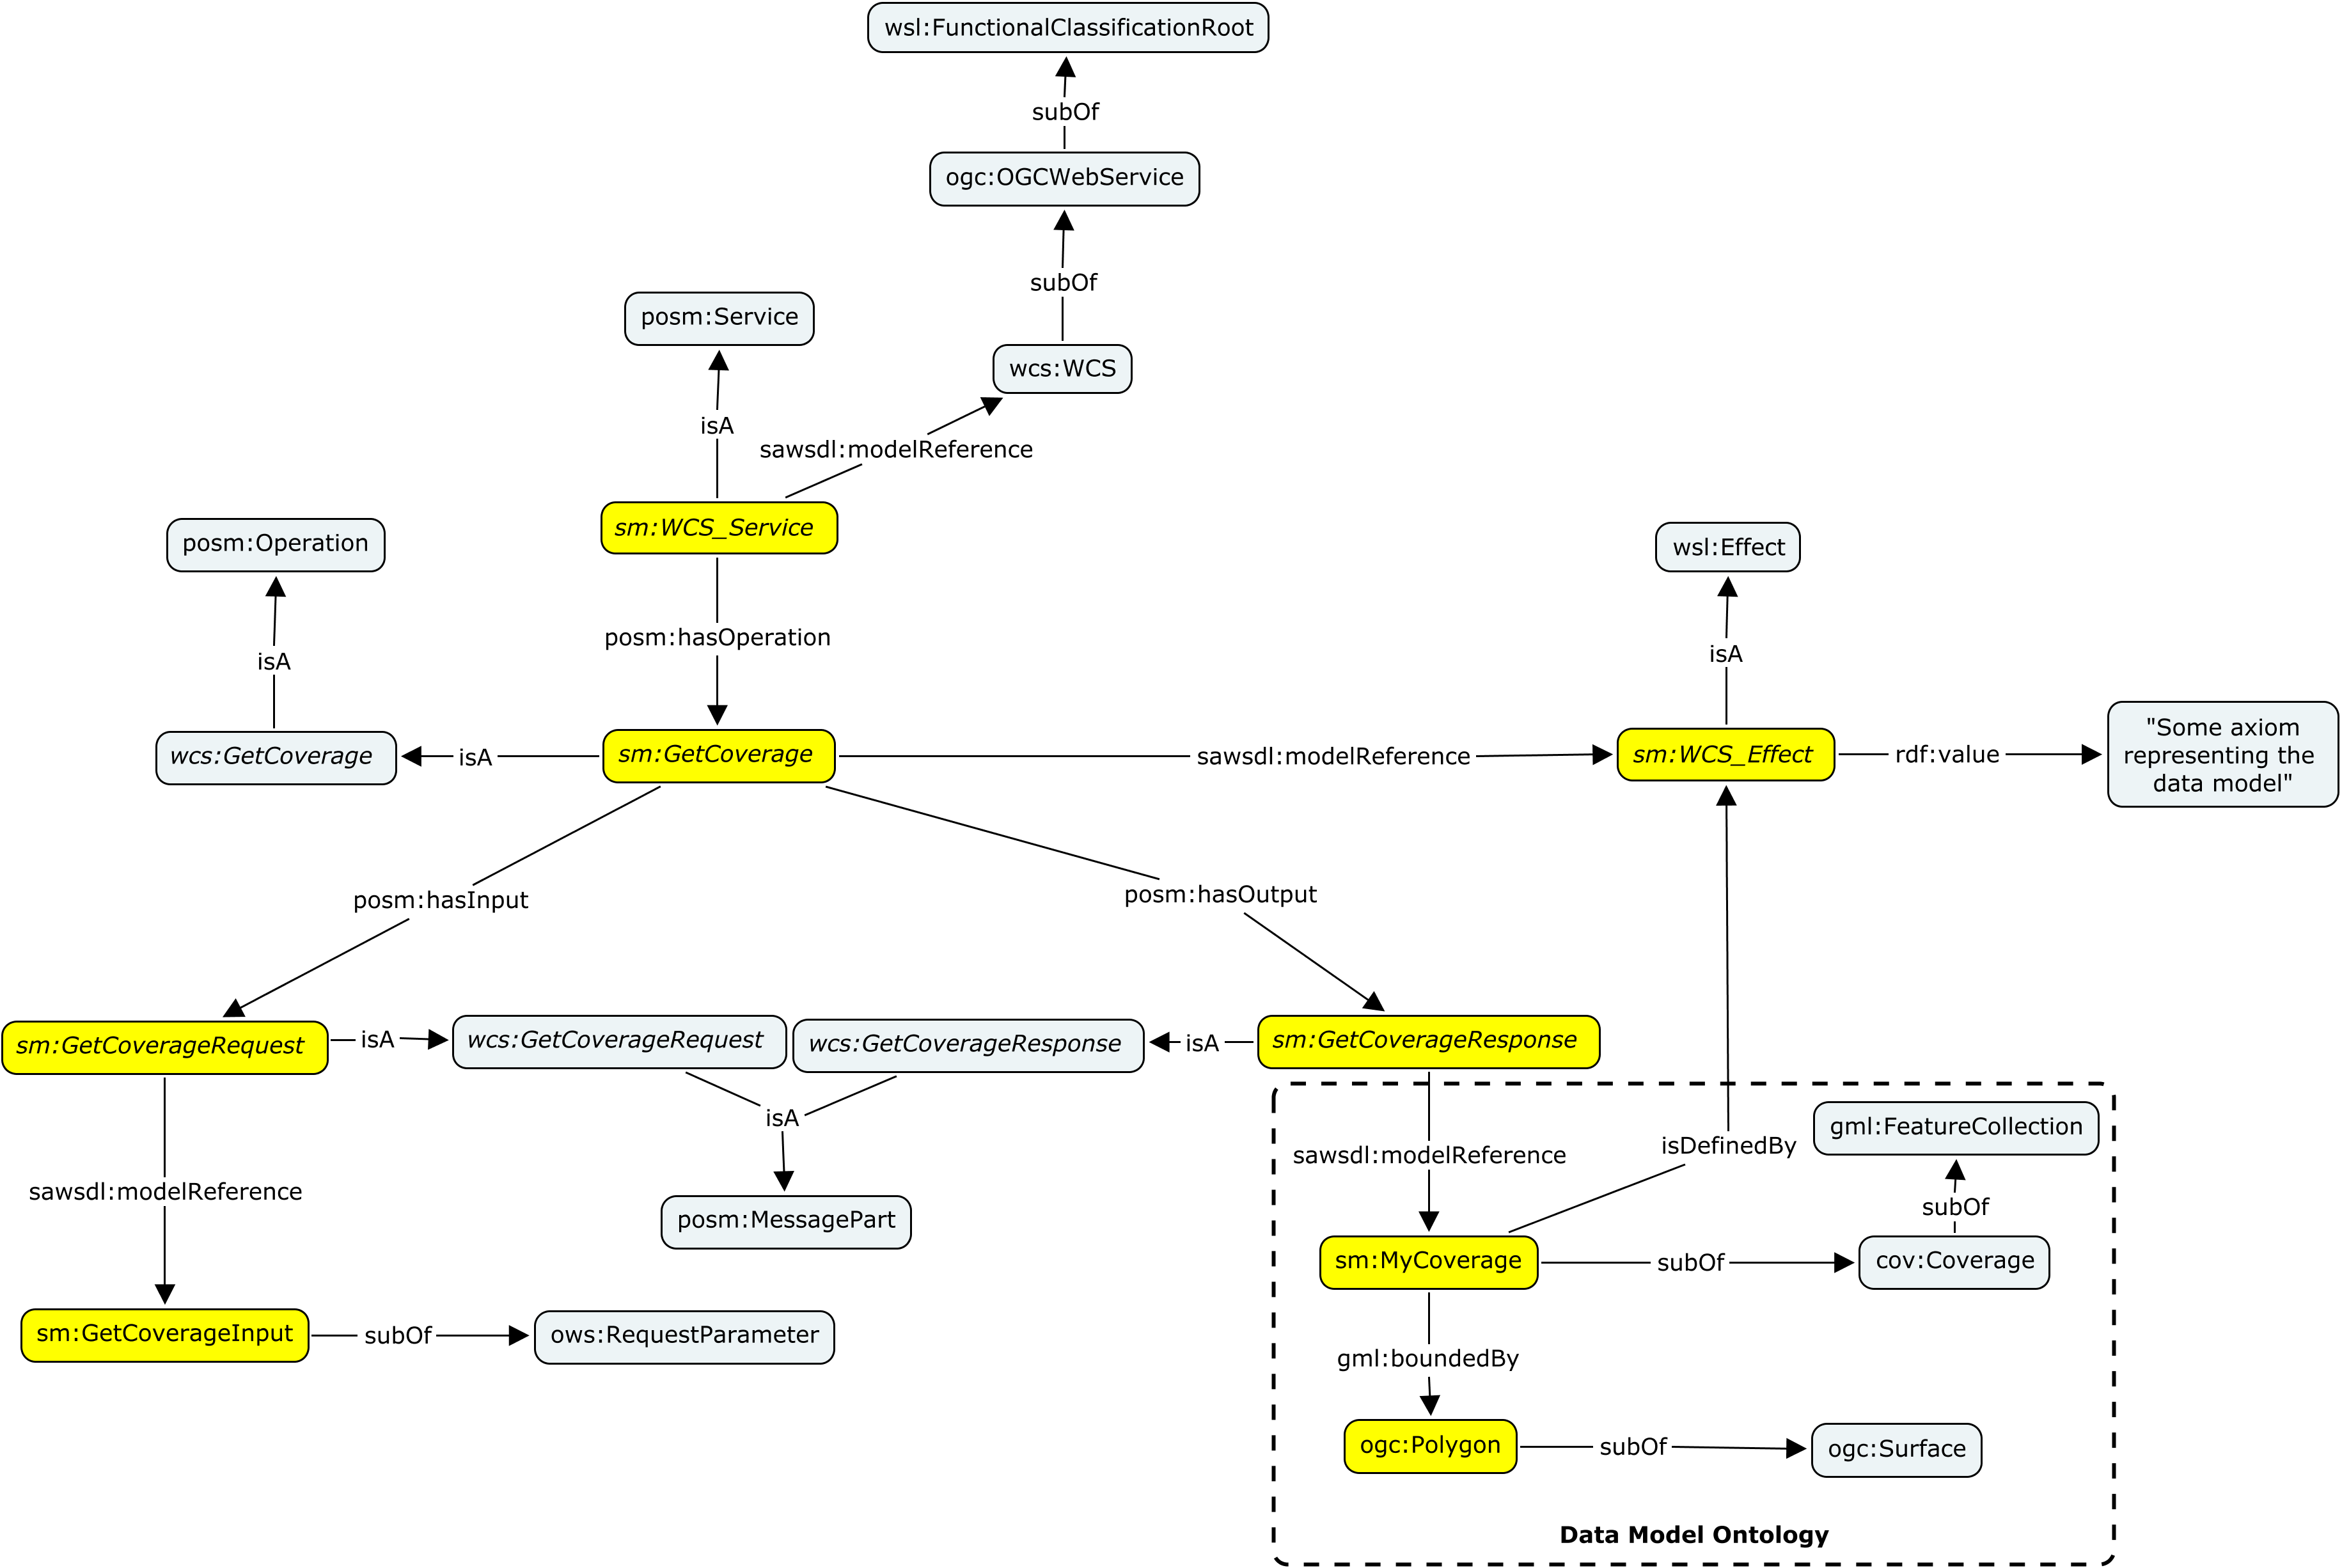 wsl:FunctionalClassificationRoot
subOf
ogc:OGCWebService
subOf
posm:Service
wcs:WCS
isA
sawsdl:modelReference
sm:WCS_Service
posm:Operation
wsl:Effect
posm:hasOperation
isA
isA
wcs:GetCoverage
isA
sm:GetCoverage
sawsdl:modelReference
sm:WCS_Effect
rdf:value
"Some axiom
representing the
data model"
posm:hasInput
posm:hasOutput
sm:GetCoverageRequest
isA
wcs:GetCoverageRequest
wcs:GetCoverageResponse
isA
sm:GetCoverageResponse
isA
gml:FeatureCollection
sawsdl:modelReference
isDefinedBy
sawsdl:modelReference
subOf
posm:MessagePart
sm:MyCoverage
subOf
cov:Coverage
sm:GetCoverageInput
subOf
ows:RequestParameter
gml:boundedBy
ogc:Polygon
subOf
ogc:Surface
Data Model Ontology